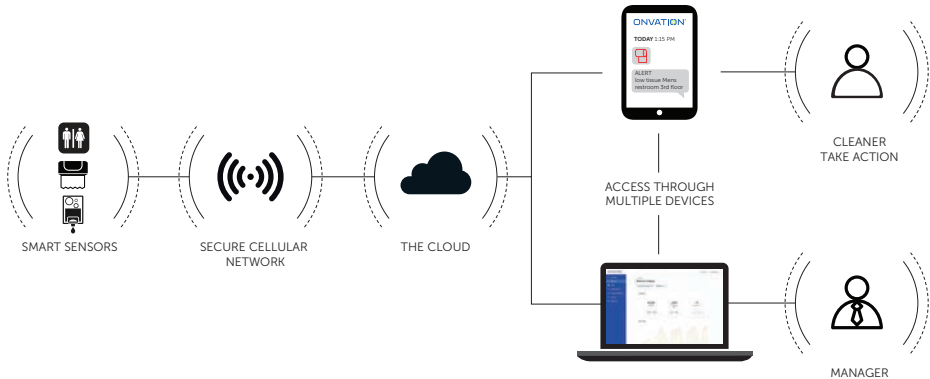 ONVATION
TODAY 1:15 PM
ALERT
low tissue Mens
restroom 3rd floor
CLEANER
TAKE ACTION
ACCESS THROUGH
MULTIPLE DEVICES
SMART SENSORS
SECURE CELLULAR
NETWORK
THE CLOUD
MANAGER